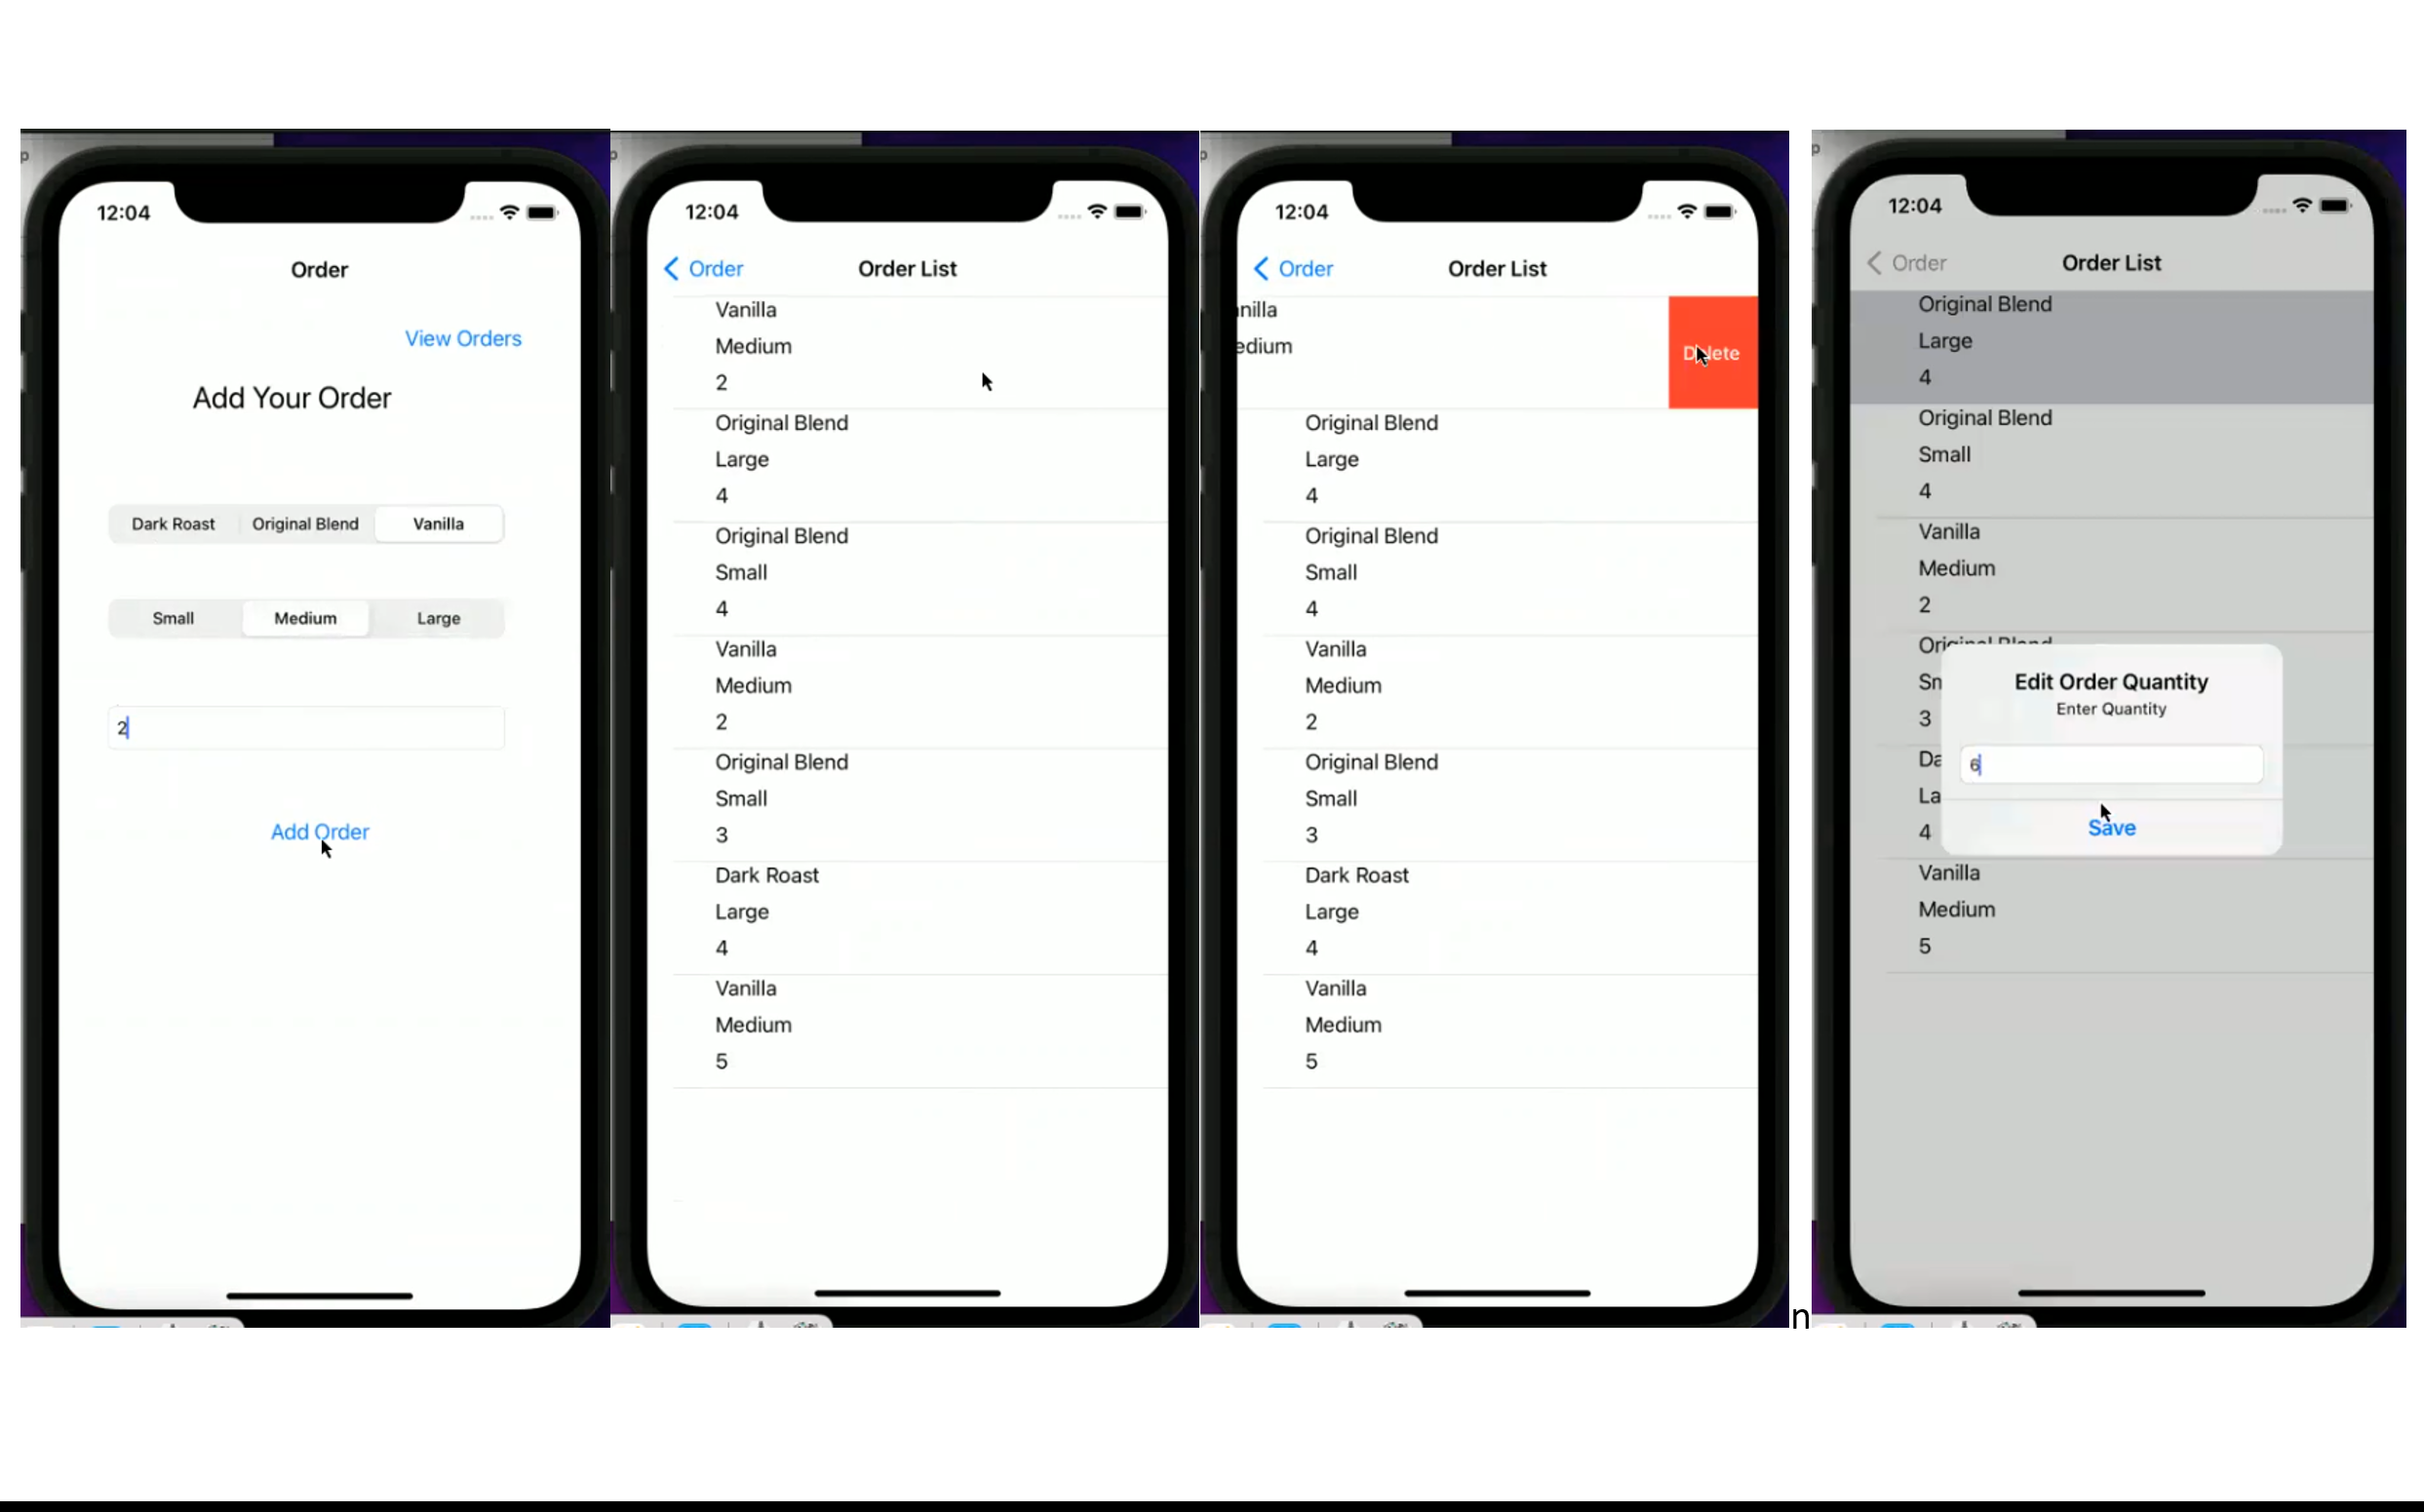 p
12:04
Order
View Orders
Add Your Order
Dark Roast Original Blend Vanilla
Small Medium Large
2
Add Order
p
12:04
Order Order List
Vanilla
Medium
2
Original Blend
Large
4
Original Blend
Small
4
Vanilla
Medium
2
Original Blend
Small
3
Dark Roast
Large
4
Vanilla
Medium
5
p
12:04
Order Order List
nilla
edium
Delete
Original Blend
Large
4
Original Blend
Small
4
Vanilla
Medium
2
Original Blend
Small
3
Dark Roast
Large
4
Vanilla
Medium
5
n
p
12:04
Order Order List
Original Blend
Large
4
Original Blend
Small
4
Vanilla
Medium
2
Original Blend
Sm
3
Da
La
4
Edit Order Quantity
Enter Quantity
6
Save
Vanilla
Medium
5